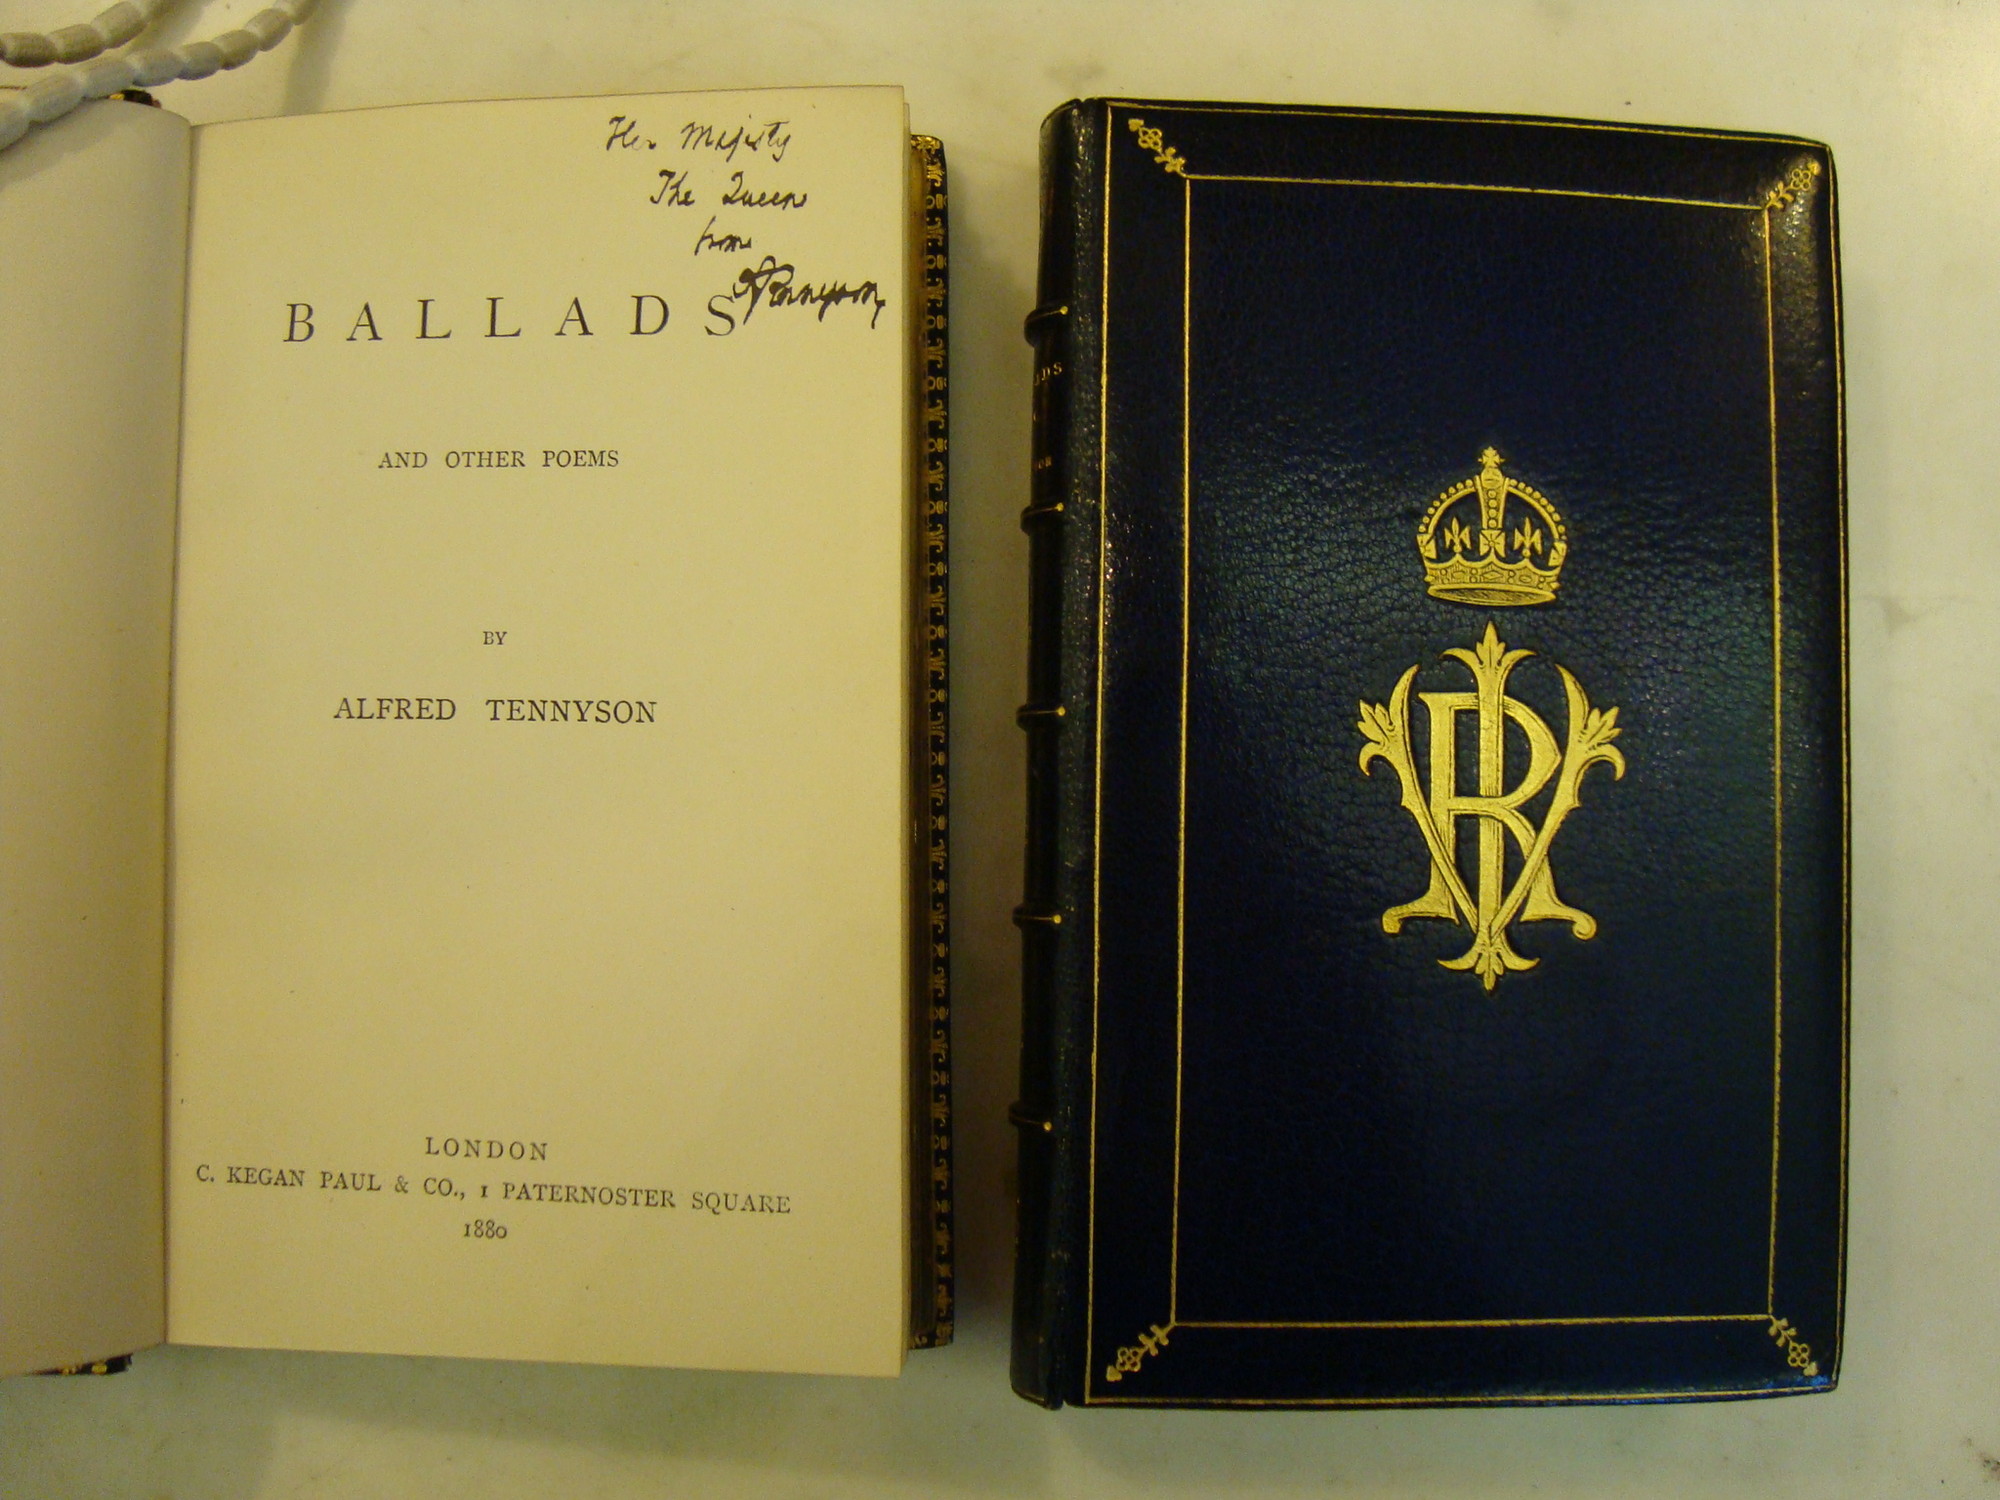 Her Majesty
The Queen
from
A Tennyson
BALLADS
AND OTHER POEMS
BY
ALFRED TENNYSON
LONDON
C. KEGAN PAUL & CO., 1 PATERNOSTER SQUARE
1880
VRI